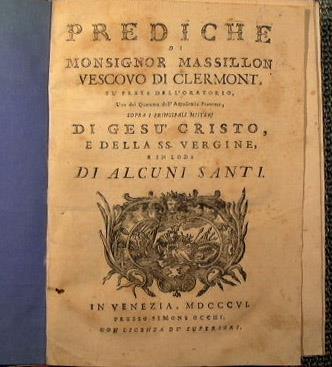 PREDICHE
DI
MONSIGNOR MASSILLON
VESCOVO DI CLERMONT,
FU PRETE DELL'ORATORIO,
Uno dei Quaranta dell'Accademia Francese,
SOPRA I PRINCIPALI MISTERJ
DI GESU' CRISTO,
E DELLA SS. VERGINE,
E IN LODE
DI ALCUNI SANTI.
IN VENEZIA, MDCCCVI.
PRESSO SIMONE OCCHI.
CON LICENZA DE' SUPERIORI.